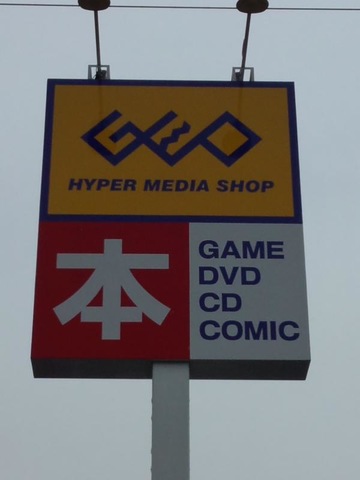 GEO
HYPER MEDIA SHOP
本
GAME
DVD
CD
COMIC